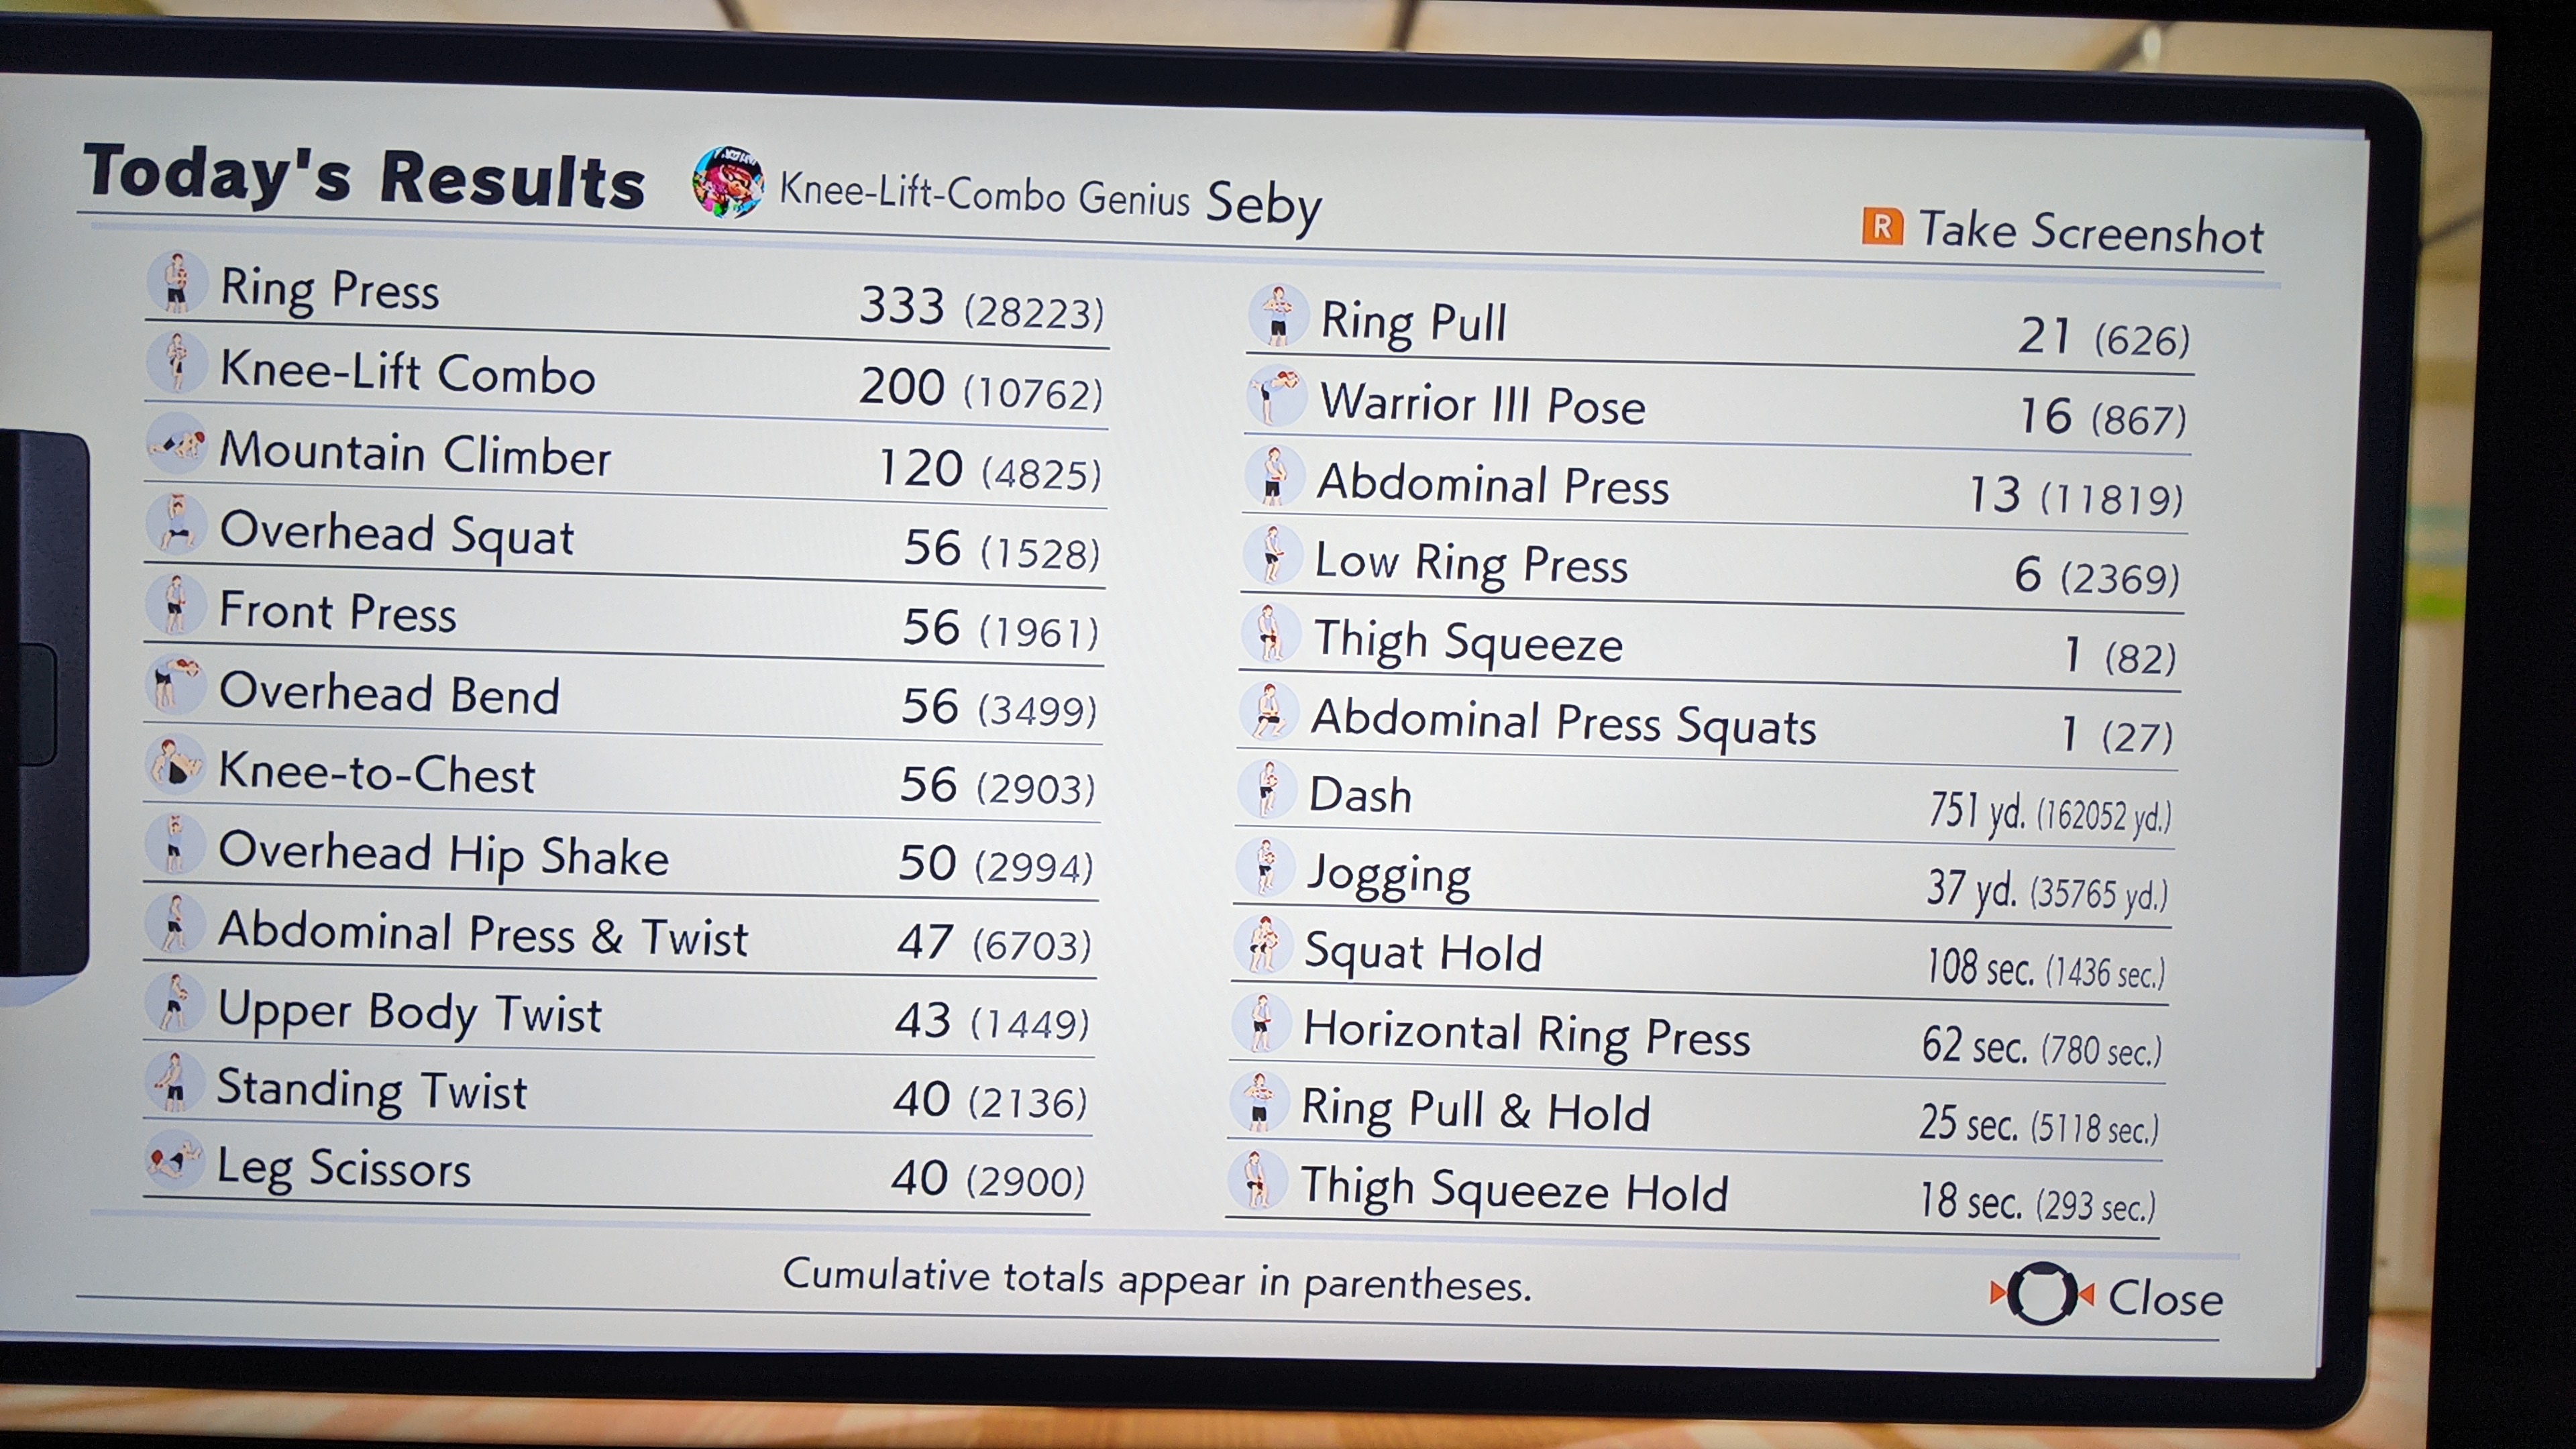 Today's Results Knee-Lift-Combo Genius Seby
R Take Screenshot
Ring Press 333 (28223)
Knee-Lift Combo 200 (10762)
Mountain Climber 120 (4825)
Overhead Squat 56 (1528)
Front Press 56 (1961)
Overhead Bend 56 (3499)
Knee-to-Chest 56 (2903)
Overhead Hip Shake 50 (2994)
Abdominal Press & Twist 47 (6703)
Upper Body Twist 43 (1449)
Standing Twist 40 (2136)
Leg Scissors 40 (2900)
Ring Pull 21 (626)
Warrior III Pose 16 (867)
Abdominal Press 13 (11819)
Low Ring Press 6 (2369)
Thigh Squeeze 1 (82)
Abdominal Press Squats 1 (27)
Dash 751 yd. (162052 yd.)
Jogging 37 yd. (35765 yd.)
Squat Hold 108 sec. (1436 sec.)
Horizontal Ring Press 62 sec. (780 sec.)
Ring Pull & Hold 25 sec. (5118 sec.)
Thigh Squeeze Hold 18 sec. (293 sec.)
Cumulative totals appear in parentheses.
Close